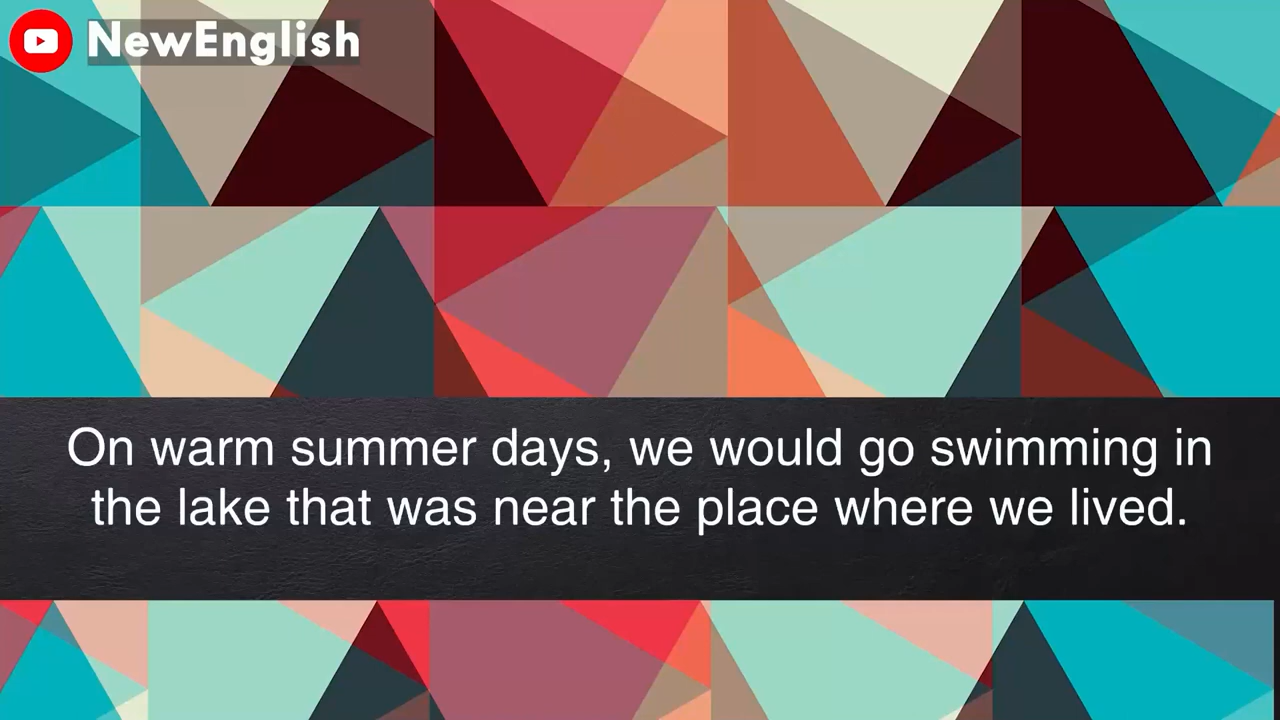 NewEnglish
On warm summer days, we would go swimming in
the lake that was near the place where we lived.